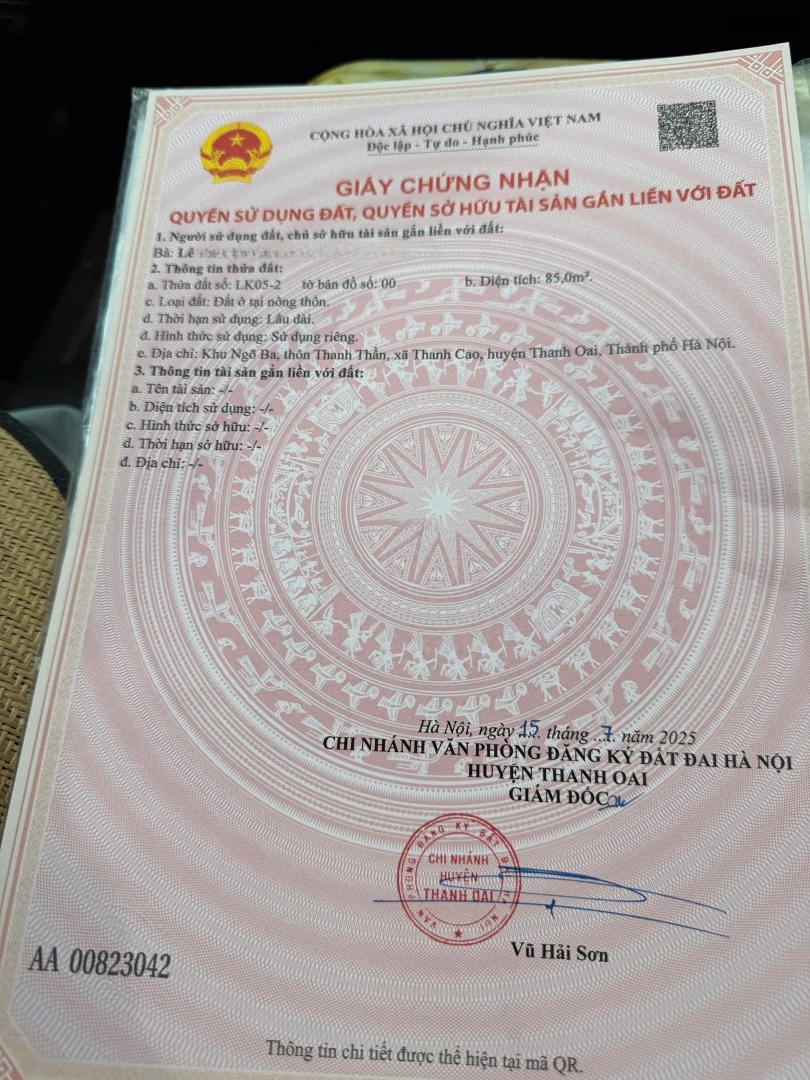 CỘNG HÒA XÃ HỘI CHỦ NGHĨA VIỆT NAM
Độc lập - Tự do - Hạnh phúc
GIẤY CHỨNG NHẬN
QUYỀN SỬ DỤNG ĐẤT, QUYỀN SỞ HỮU TÀI SẢN GẮN LIỀN VỚI ĐẤT
1. Người sử dụng đất, chủ sở hữu tài sản gắn liền với đất:
Bà: Lê
2. Thông tin thửa đất:
a. Thửa đất số: LK05-2 tờ bản đồ số: 00 b. Diện tích: 85,0m².
c. Loại đất: Đất ở tại nông thôn.
d. Thời hạn sử dụng: Lâu dài.
đ. Hình thức sử dụng: Sử dụng riêng.
e. Địa chỉ: Khu Ngõ Ba, thôn Thanh Thần, xã Thanh Cao, huyện Thanh Oai, Thành phố Hà Nội.
3. Thông tin tài sản gắn liền với đất:
a. Tên tài sản: -/-
b. Diện tích sử dụng: -/-
c. Hình thức sở hữu: -/-
d. Thời hạn sở hữu: -/-
đ. Địa chỉ: -/-
Hà Nội, ngày 15 tháng 7 năm 2025
CHI NHÁNH VĂN PHÒNG ĐĂNG KÝ ĐẤT ĐAI HÀ NỘI
HUYỆN THANH OAI
GIÁM ĐỐC
VĂN PHÒNG ĐĂNG KÝ ĐẤT ĐAI HÀ NỘI
CHI NHÁNH
HUYỆN
THANH OAI
Vũ Hải Sơn
AA 00823042
Thông tin chi tiết được thể hiện tại mã QR.